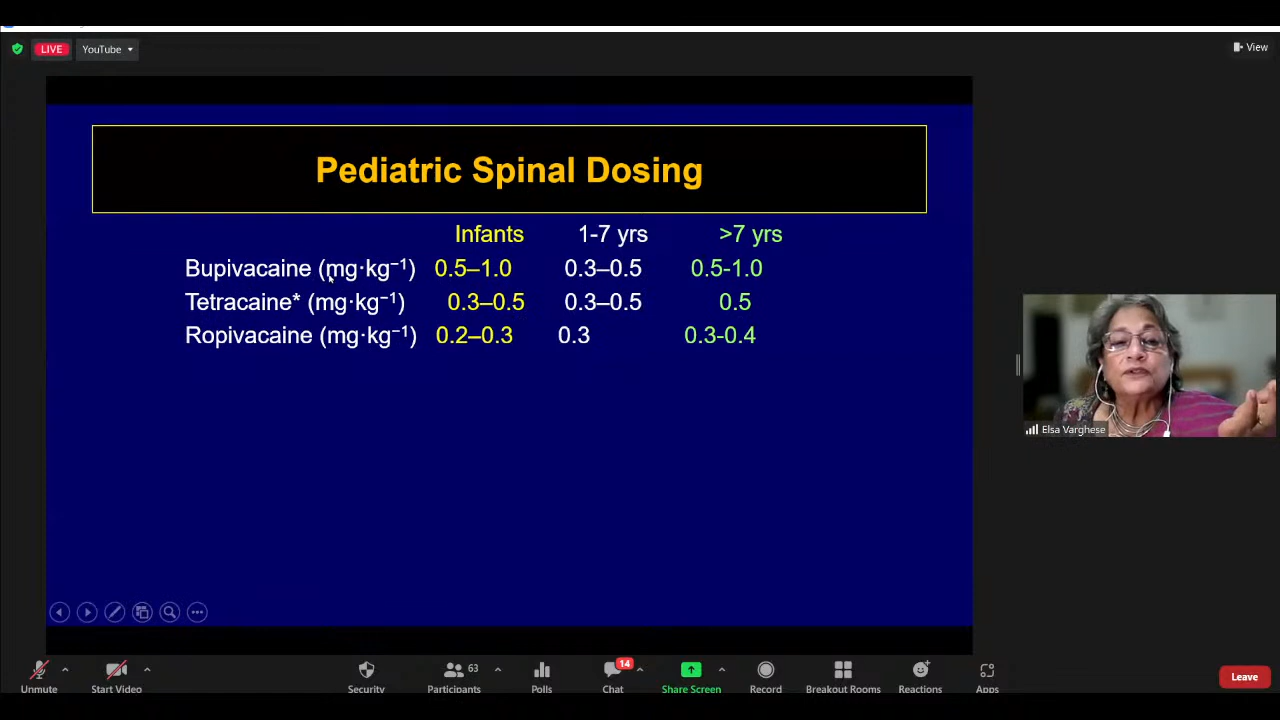 LIVE
YouTube
View
Pediatric Spinal Dosing
Infants 1-7 yrs >7 yrs
Bupivacaine (mg·kg⁻¹) 0.5–1.0 0.3–0.5 0.5-1.0
Tetracaine* (mg·kg⁻¹) 0.3–0.5 0.3–0.5 0.5
Ropivacaine (mg·kg⁻¹) 0.2–0.3 0.3 0.3-0.4
Elsa Varghese
63
14
Unmute Start Video Security Participants Polls Chat Share Screen Record Breakout Rooms Reactions Apps Leave